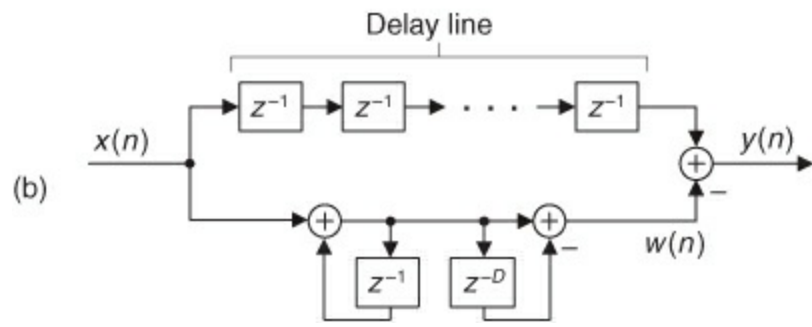 Delay line
z⁻¹ z⁻¹ · · · z⁻¹
x(n) + y(n)
(b) −
+ + w(n)
−
z⁻¹ z⁻ᴰ